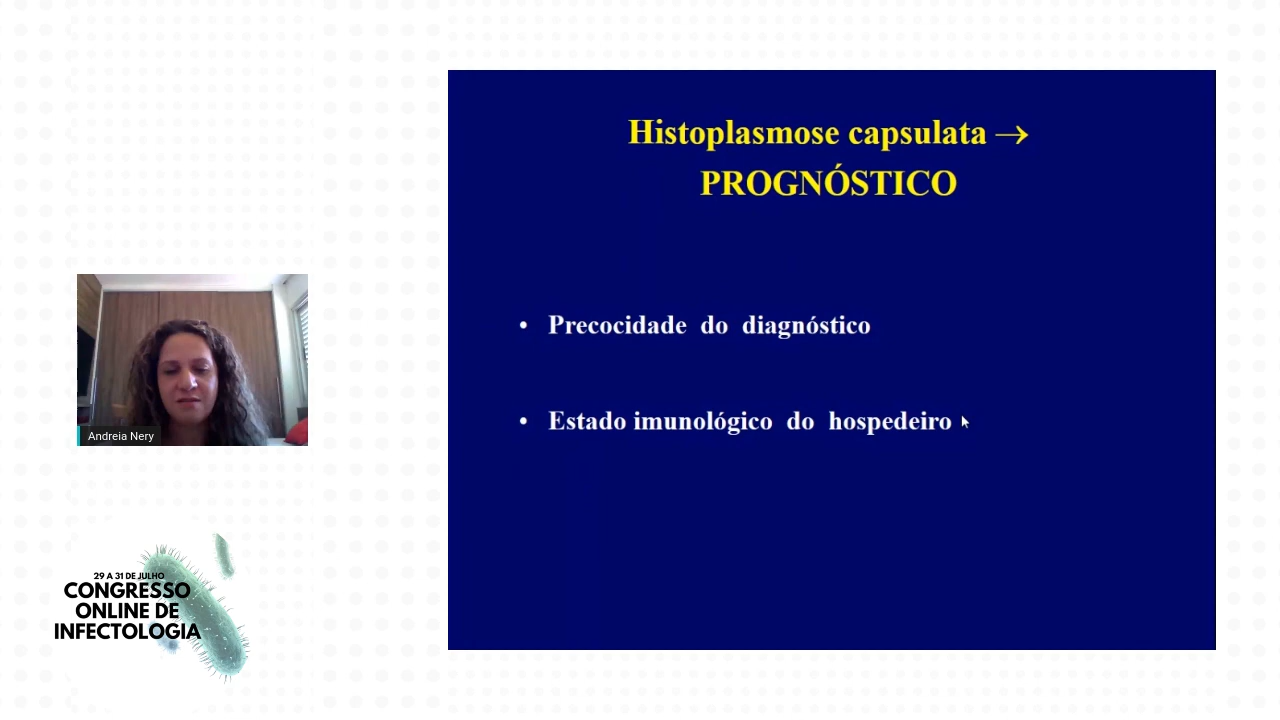 Histoplasmose capsulata →
PROGNÓSTICO
• Precocidade do diagnóstico
• Estado imunológico do hospedeiro
Andreia Nery
29 A 31 DE JULHO
CONGRESSO
ONLINE DE
INFECTOLOGIA